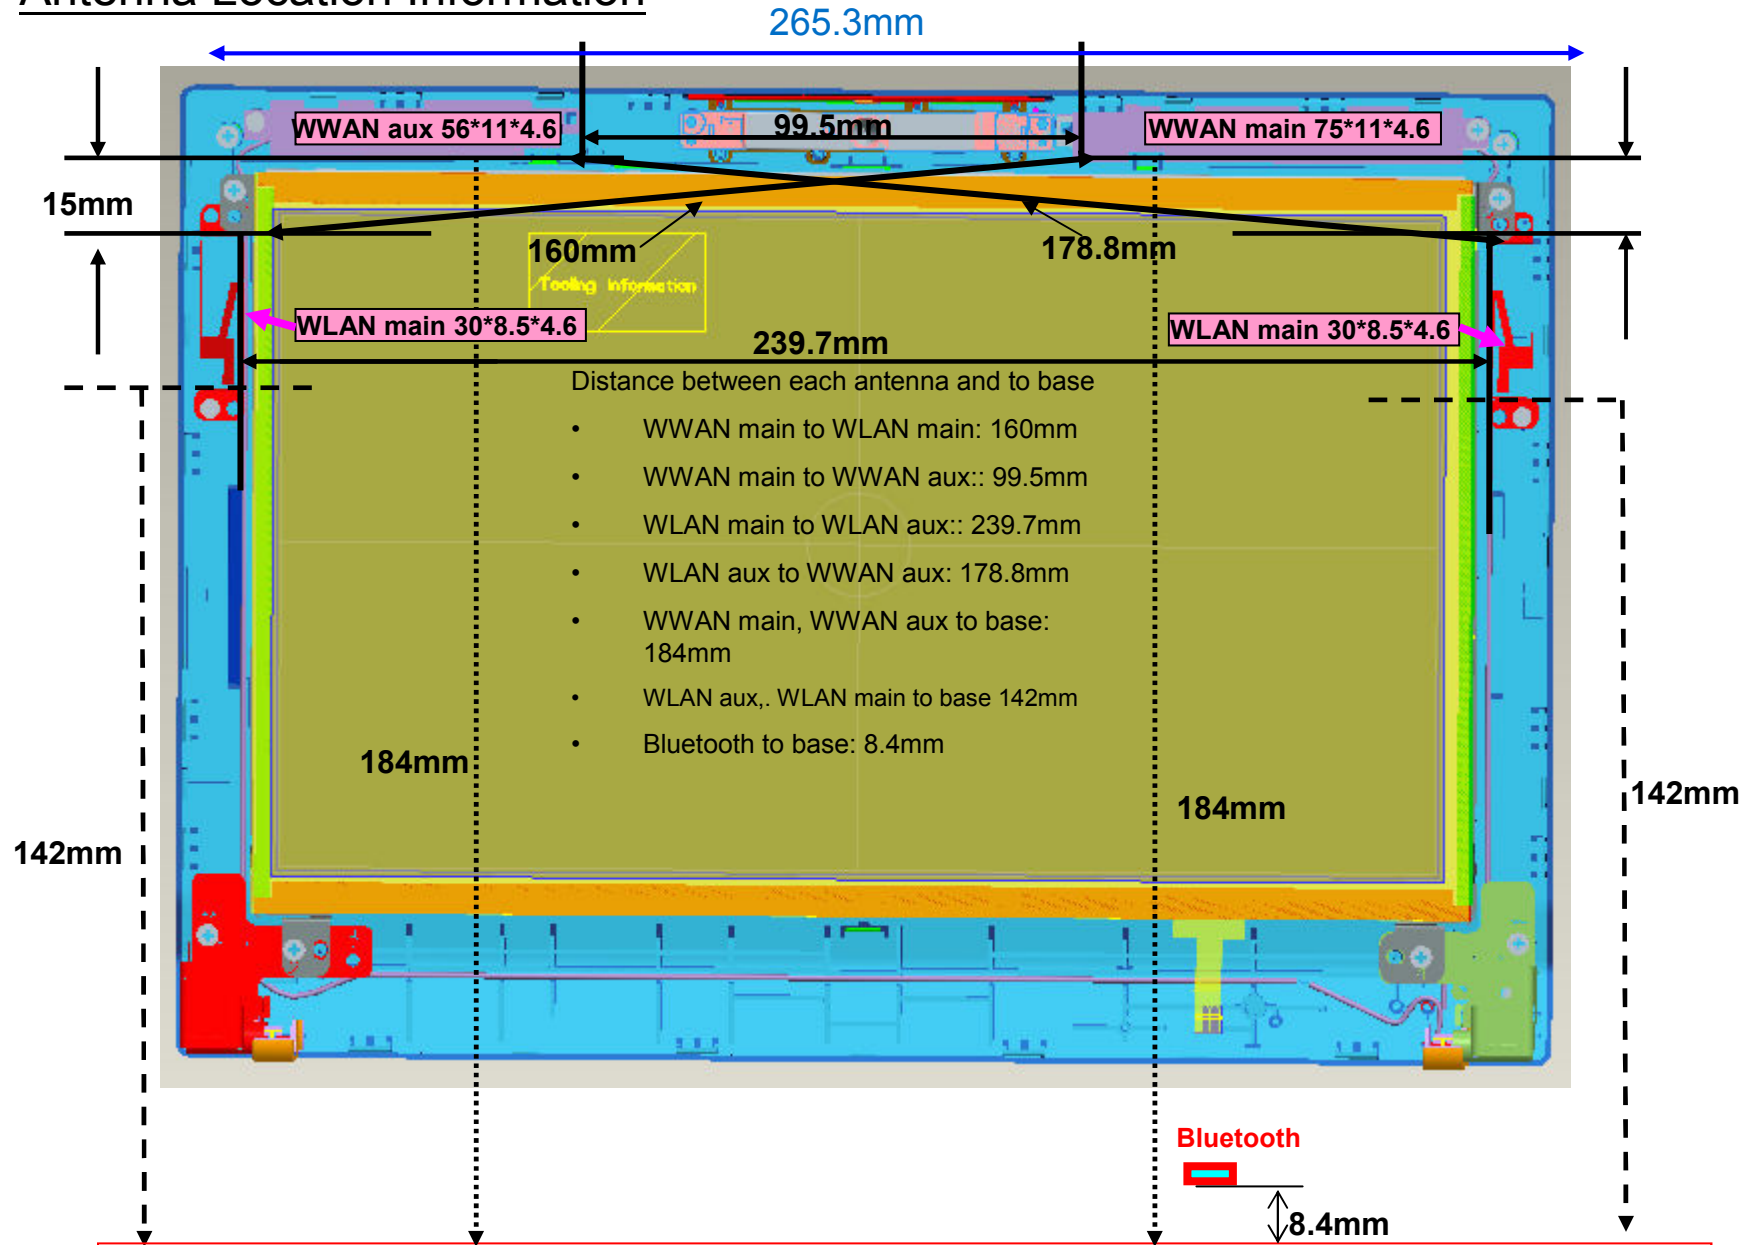 Antenna Location Information
265.3mm
WWAN aux 56*11*4.6
99.5mm
WWAN main 75*11*4.6
15mm
160mm
178.8mm
Tooling Information
WLAN main 30*8.5*4.6
WLAN main 30*8.5*4.6
239.7mm
Distance between each antenna and to base
• WWAN main to WLAN main: 160mm
• WWAN main to WWAN aux:: 99.5mm
• WLAN main to WLAN aux:: 239.7mm
• WLAN aux to WWAN aux: 178.8mm
• WWAN main, WWAN aux to base:
184mm
• WLAN aux,. WLAN main to base 142mm
• Bluetooth to base: 8.4mm
184mm
184mm
142mm
142mm
Bluetooth
8.4mm